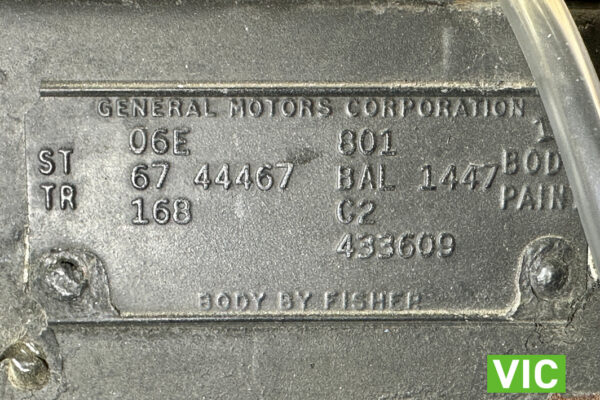 GENERAL MOTORS CORPORATION
06E 801 1
ST 67 44467 BAL 1447 BOD
TR 168 C2 PAIN
433609
BODY BY FISHER
VIC